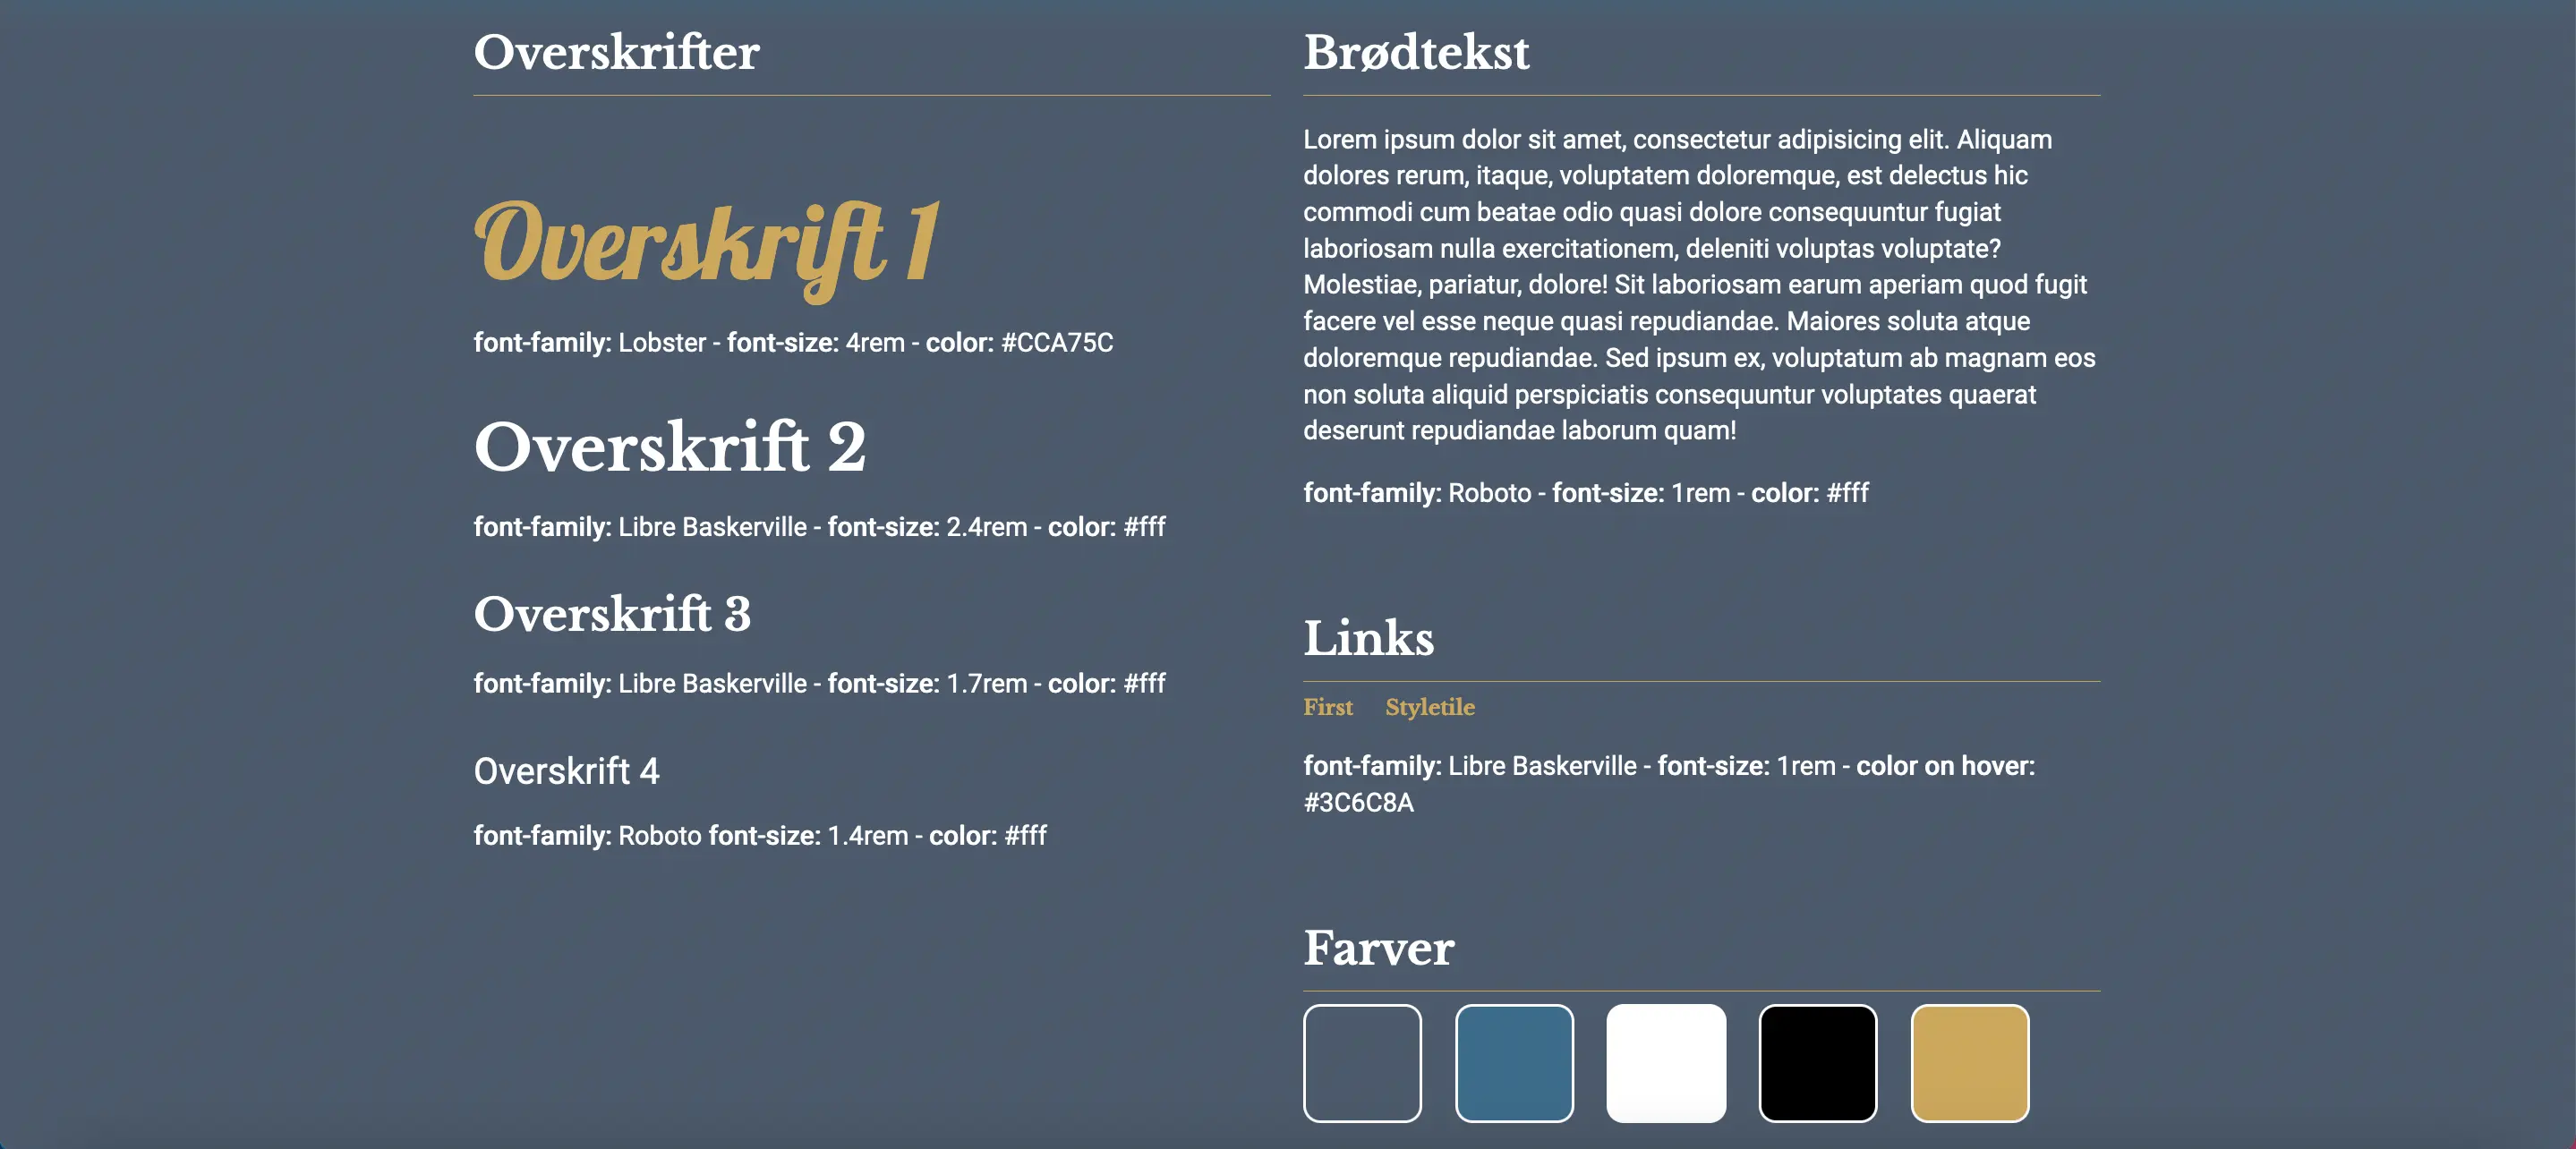 Overskrifter
Overskrift 1
font-family: Lobster - font-size: 4rem - color: #CCA75C
Overskrift 2
font-family: Libre Baskerville - font-size: 2.4rem - color: #fff
Overskrift 3
font-family: Libre Baskerville - font-size: 1.7rem - color: #fff
Overskrift 4
font-family: Roboto font-size: 1.4rem - color: #fff
Brødtekst
Lorem ipsum dolor sit amet, consectetur adipisicing elit. Aliquam
dolores rerum, itaque, voluptatem doloremque, est delectus hic
commodi cum beatae odio quasi dolore consequuntur fugiat
laboriosam nulla exercitationem, deleniti voluptas voluptate?
Molestiae, pariatur, dolore! Sit laboriosam earum aperiam quod fugit
facere vel esse neque quasi repudiandae. Maiores soluta atque
doloremque repudiandae. Sed ipsum ex, voluptatum ab magnam eos
non soluta aliquid perspiciatis consequuntur voluptates quaerat
deserunt repudiandae laborum quam!
font-family: Roboto - font-size: 1rem - color: #fff
Links
First Styletile
font-family: Libre Baskerville - font-size: 1rem - color on hover:
#3C6C8A
Farver